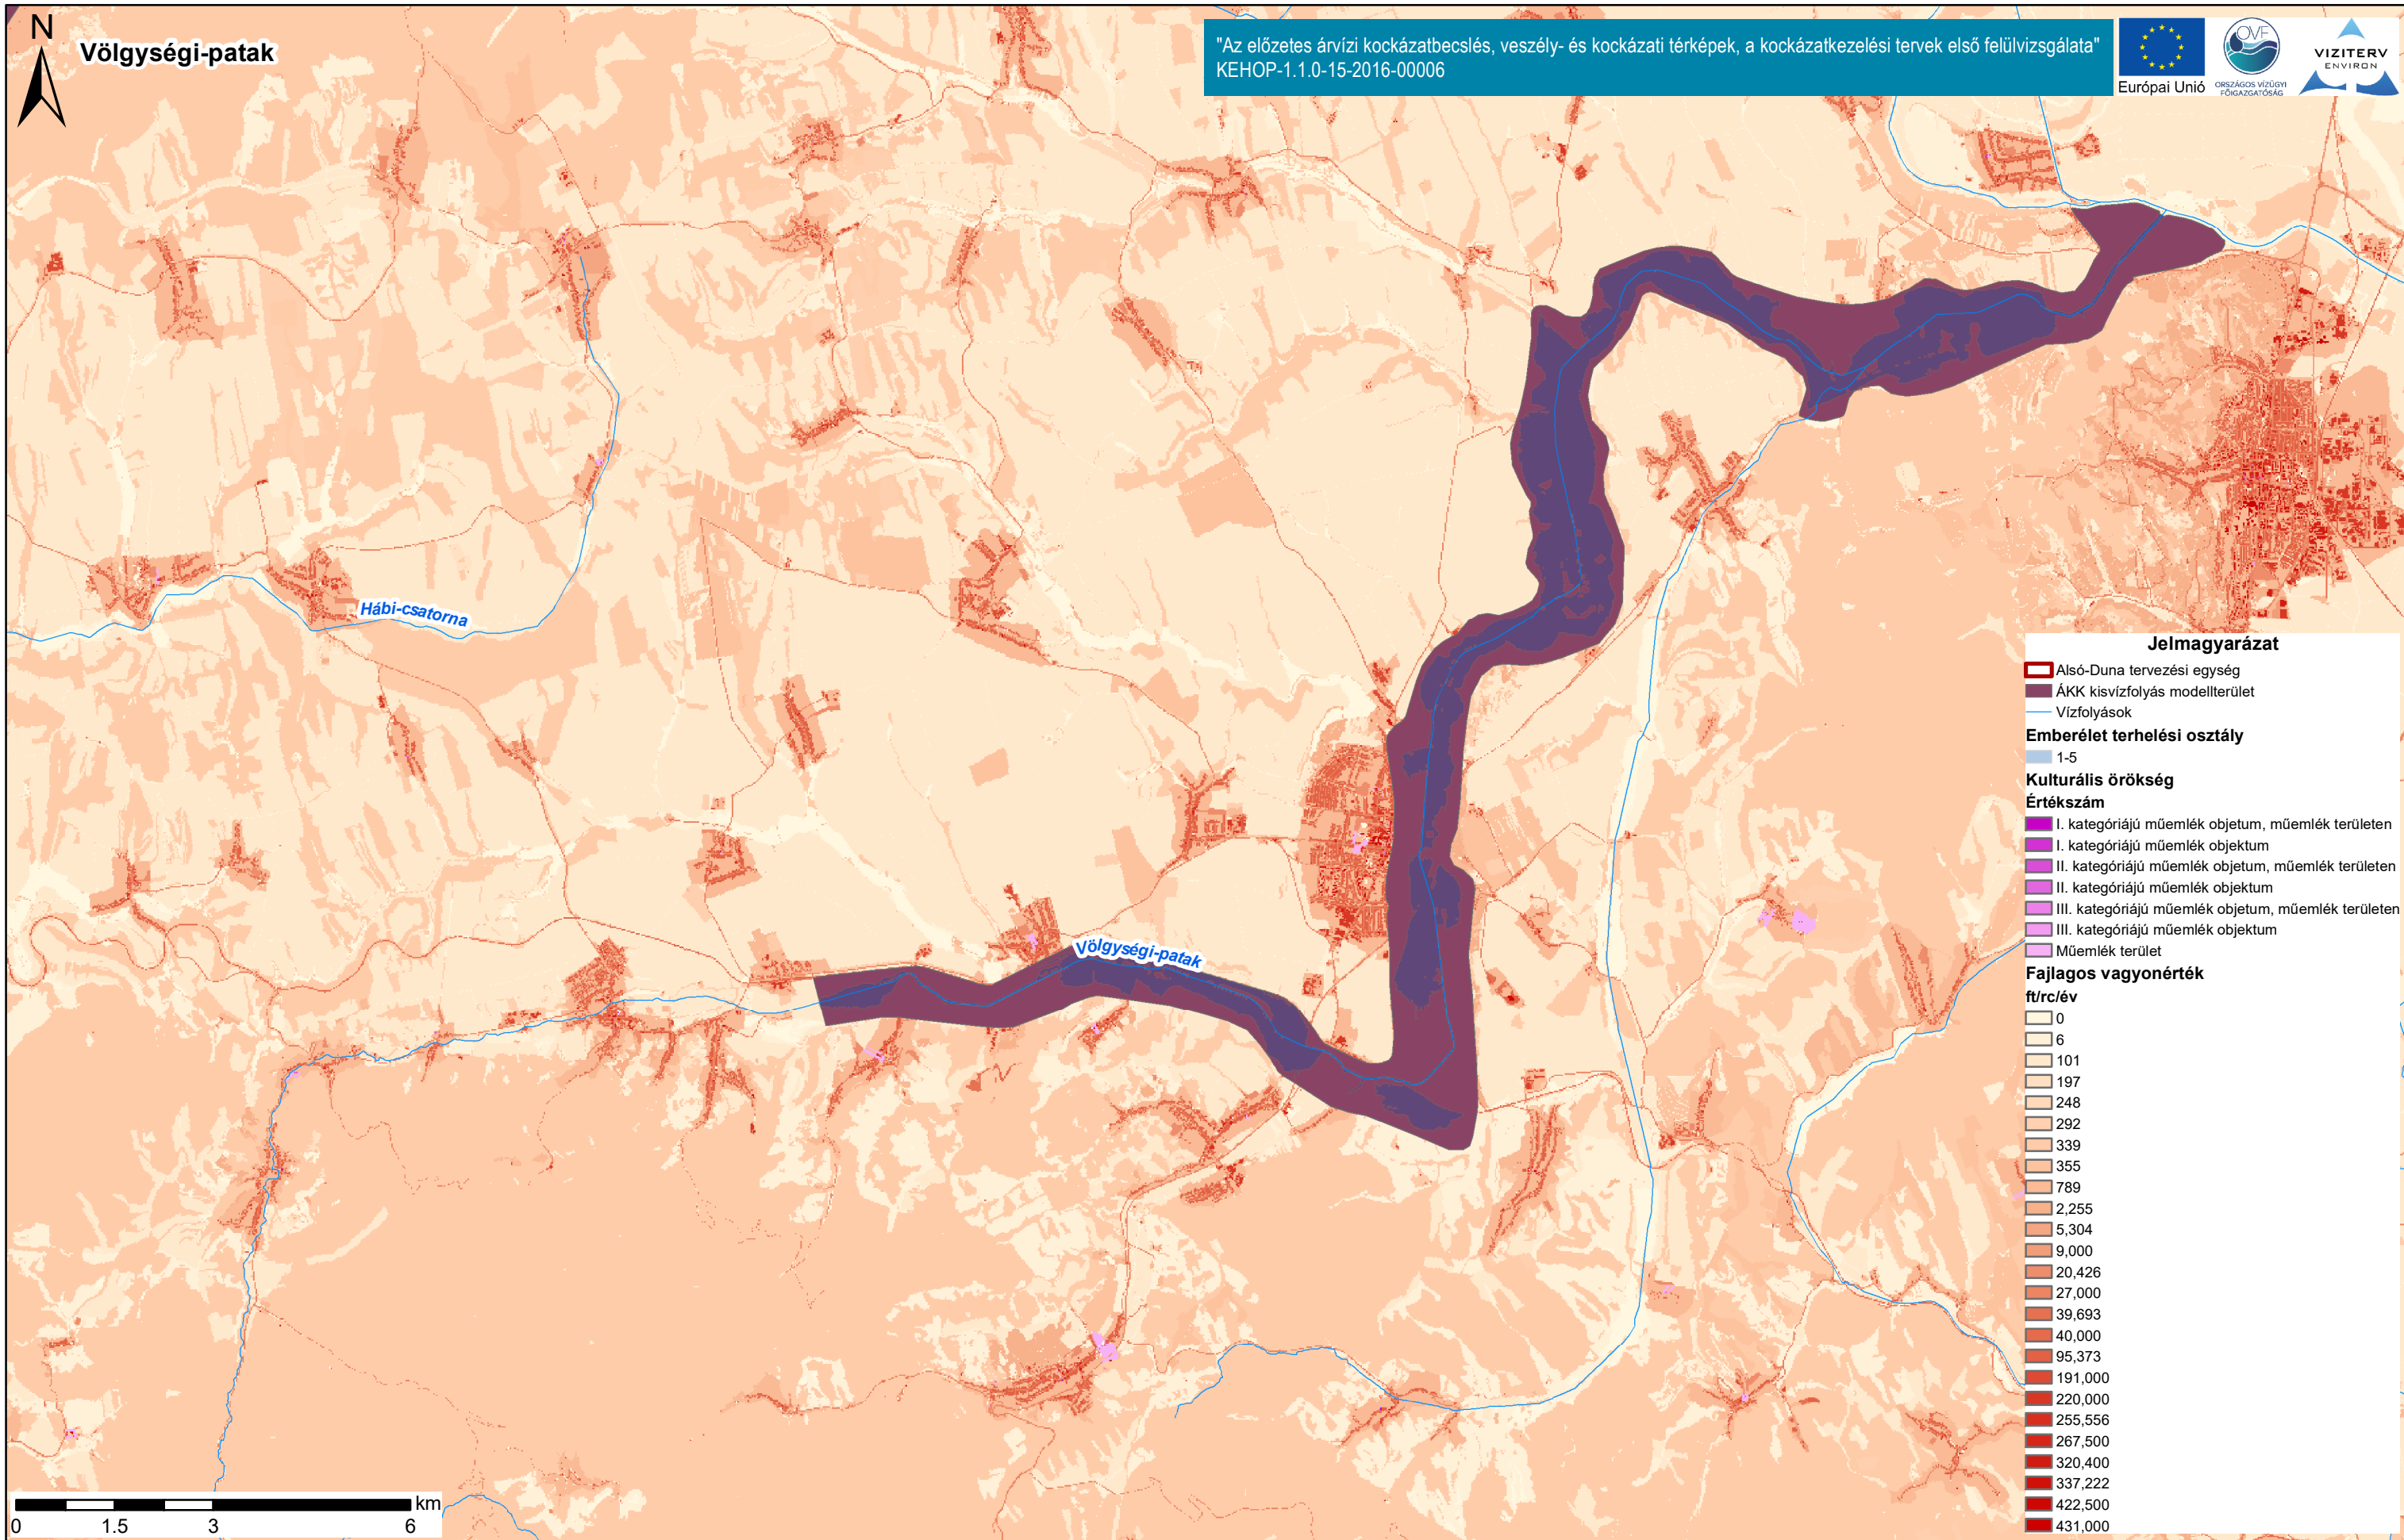 N
Völgységi-patak
"Az előzetes árvízi kockázatbecslés, veszély- és kockázati térképek, a kockázatkezelési tervek első felülvizsgálata"
KEHOP-1.1.0-15-2016-00006
Európai Unió
OVF
ORSZÁGOS VÍZÜGYI
FŐIGAZGATÓSÁG
VIZITERV
ENVIRON
Hábi-csatorna
Völgységi-patak
Jelmagyarázat
Alsó-Duna tervezési egység
ÁKK kisvízfolyás modellterület
Vízfolyások
Emberélet terhelési osztály
1-5
Kulturális örökség
Értékszám
I. kategóriájú műemlék objetum, műemlék területen
I. kategóriájú műemlék objektum
II. kategóriájú műemlék objetum, műemlék területen
II. kategóriájú műemlék objektum
III. kategóriájú műemlék objetum, műemlék területen
III. kategóriájú műemlék objektum
Műemlék terület
Fajlagos vagyonérték
ft/rc/év
0
6
101
197
248
292
339
355
789
2,255
5,304
9,000
20,426
27,000
39,693
40,000
95,373
191,000
220,000
255,556
267,500
320,400
337,222
422,500
431,000
km
0 1.5 3 6